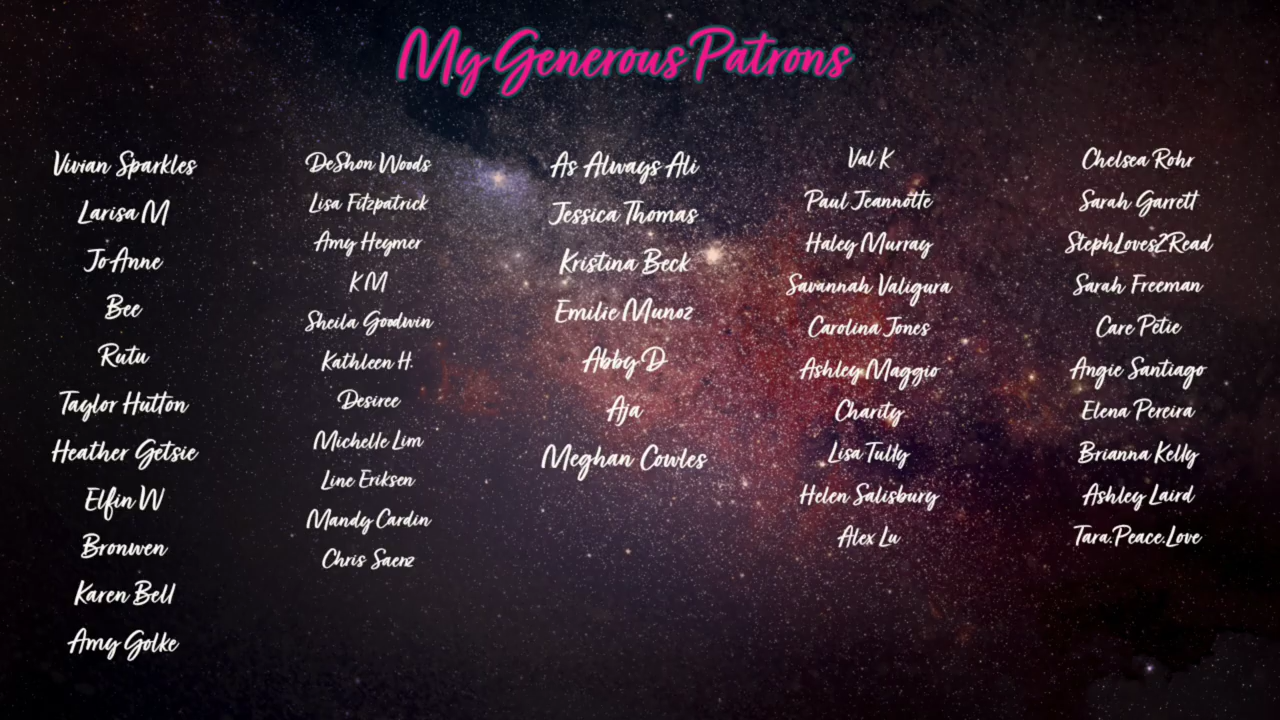 My Generous Patrons
Vivian Sparkles
Larisa M
Jo-Anne
Bee
Rutu
Taylor Hutton
Heather Getsie
Elfin W
Bronwen
Karen Bell
Amy Golke
DeShon Woods
Lisa Fitzpatrick
Amy Heymer
K M
Sheila Goodwin
Kathleen H.
Desiree
Michelle Lim
Line Eriksen
Mandy Cardin
Chris Saenz
As Always Ali
Jessica Thomas
Kristina Beck
Emilie Munoz
Abby D
Aja
Meghan Cowles
Val K
Paul Jeannotte
Haley Murray
Savannah Valigura
Carolina Jones
Ashley Maggio
Charity
Lisa Tully
Helen Salisbury
Alex Lu
Chelsea Rohr
Sarah Garrett
StephLoves2Read
Sarah Freeman
Care Petie
Angie Santiago
Elena Pereira
Brianna Kelly
Ashley Laird
Tara.Peace.Love